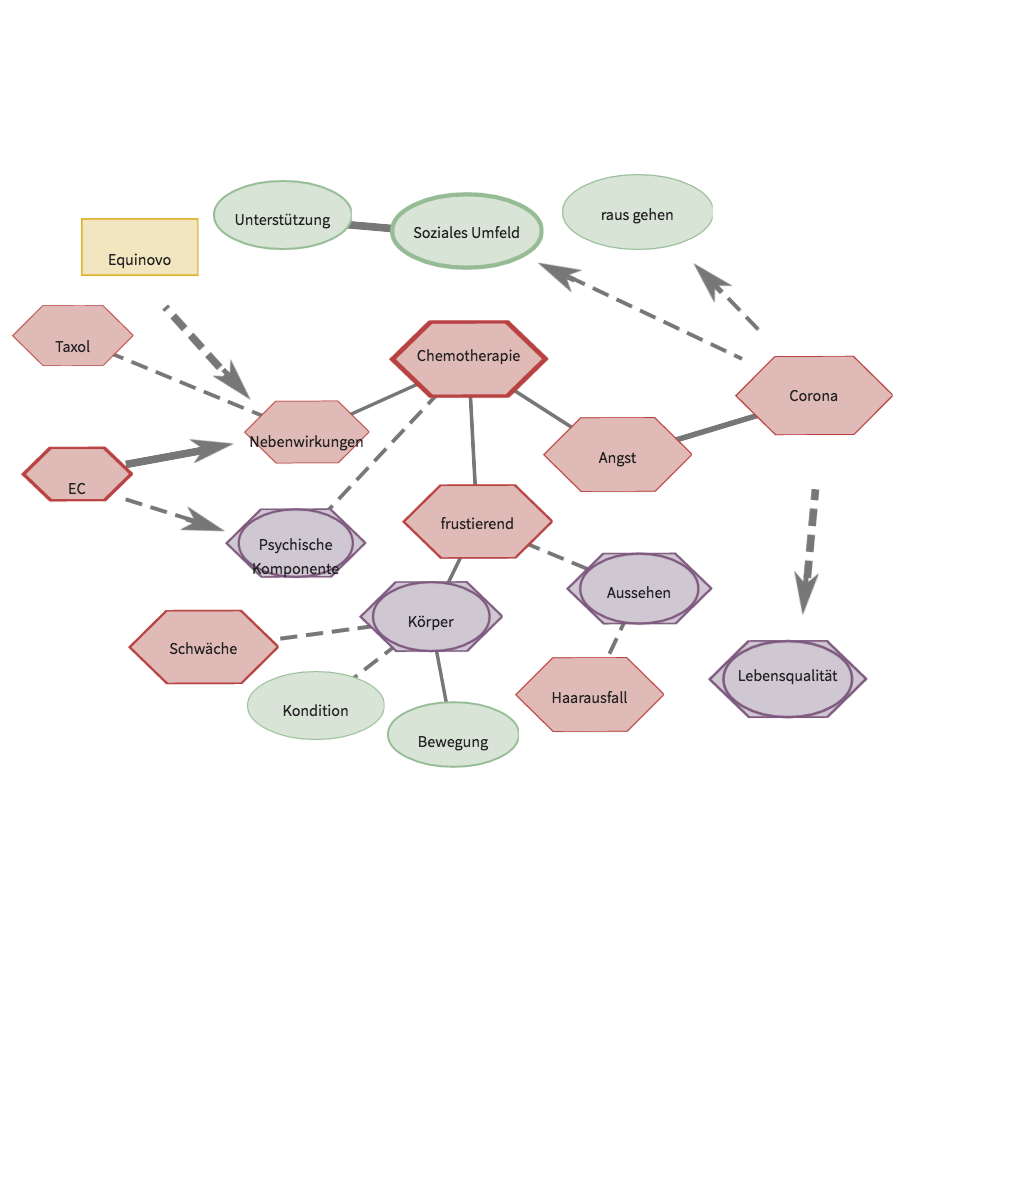 Unterstützung
Soziales Umfeld
raus gehen
Equinovo
Taxol
Chemotherapie
Corona
Nebenwirkungen
Angst
EC
frustierend
Psychische
Komponente
Aussehen
Körper
Schwäche
Lebensqualität
Haarausfall
Kondition
Bewegung